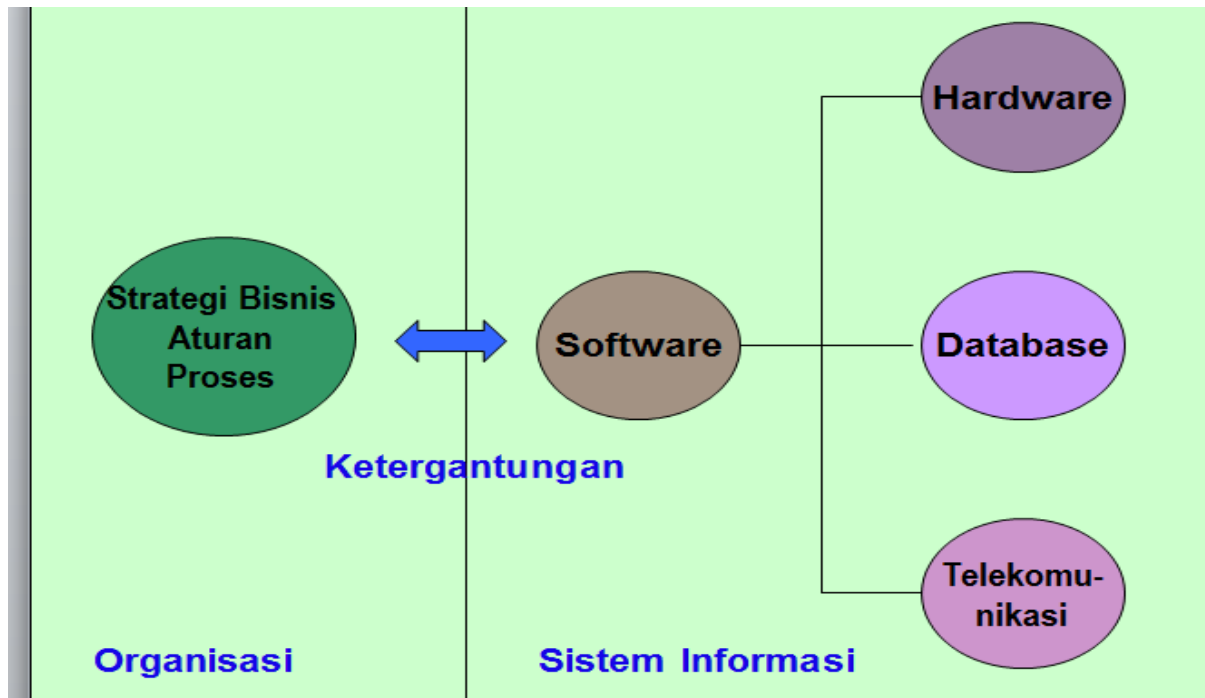 Hardware
Strategi Bisnis
Aturan
Proses
Software
Database
Ketergantungan
Telekomu-
nikasi
Organisasi
Sistem Informasi